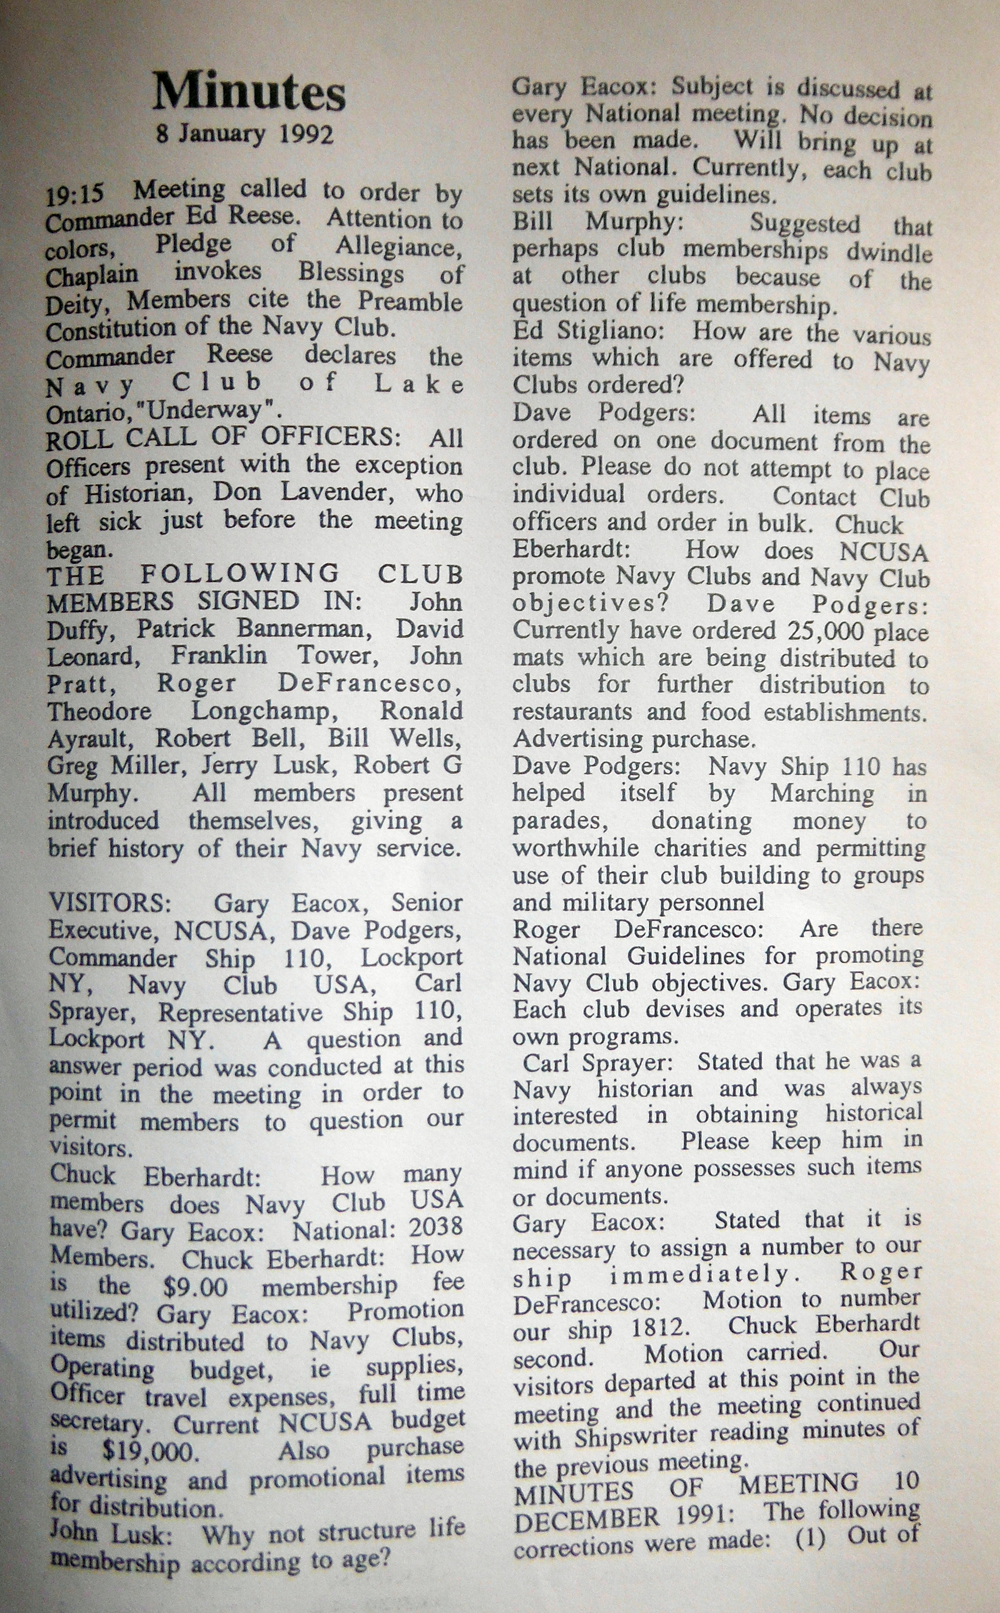 Minutes
8 January 1992
19:15 Meeting called to order by
Commander Ed Reese. Attention to
colors, Pledge of Allegiance,
Chaplain invokes Blessings of
Deity, Members cite the Preamble
Constitution of the Navy Club.
Commander Reese declares the
Navy Club of Lake
Ontario, "Underway".
ROLL CALL OF OFFICERS: All
Officers present with the exception
of Historian, Don Lavender, who
left sick just before the meeting
began.
THE FOLLOWING CLUB
MEMBERS SIGNED IN: John
Duffy, Patrick Bannerman, David
Leonard, Franklin Tower, John
Pratt, Roger DeFrancesco,
Theodore Longchamp, Ronald
Ayrault, Robert Bell, Bill Wells,
Greg Miller, Jerry Lusk, Robert G
Murphy. All members present
introduced themselves, giving a
brief history of their Navy service.
VISITORS: Gary Eacox, Senior
Executive, NCUSA, Dave Podgers,
Commander Ship 110, Lockport
NY, Navy Club USA, Carl
Sprayer, Representative Ship 110,
Lockport NY. A question and
answer period was conducted at this
point in the meeting in order to
permit members to question our
visitors.
Chuck Eberhardt: How many
members does Navy Club USA
have? Gary Eacox: National: 2038
Members. Chuck Eberhardt: How
is the $9.00 membership fee
utilized? Gary Eacox: Promotion
items distributed to Navy Clubs,
Operating budget, ie supplies,
Officer travel expenses, full time
secretary. Current NCUSA budget
is $19,000. Also purchase
advertising and promotional items
for distribution.
John Lusk: Why not structure life
membership according to age?
Gary Eacox: Subject is discussed at
every National meeting. No decision
has been made. Will bring up at
next National. Currently, each club
sets its own guidelines.
Bill Murphy: Suggested that
perhaps club memberships dwindle
at other clubs because of the
question of life membership.
Ed Stigliano: How are the various
items which are offered to Navy
Clubs ordered?
Dave Podgers: All items are
ordered on one document from the
club. Please do not attempt to place
individual orders. Contact Club
officers and order in bulk. Chuck
Eberhardt: How does NCUSA
promote Navy Clubs and Navy Club
objectives? Dave Podgers:
Currently have ordered 25,000 place
mats which are being distributed to
clubs for further distribution to
restaurants and food establishments.
Advertising purchase.
Dave Podgers: Navy Ship 110 has
helped itself by Marching in
parades, donating money to
worthwhile charities and permitting
use of their club building to groups
and military personnel
Roger DeFrancesco: Are there
National Guidelines for promoting
Navy Club objectives. Gary Eacox:
Each club devises and operates its
own programs.
Carl Sprayer: Stated that he was a
Navy historian and was always
interested in obtaining historical
documents. Please keep him in
mind if anyone possesses such items
or documents.
Gary Eacox: Stated that it is
necessary to assign a number to our
ship immediately. Roger
DeFrancesco: Motion to number
our ship 1812. Chuck Eberhardt
second. Motion carried. Our
visitors departed at this point in the
meeting and the meeting continued
with Shipswriter reading minutes of
the previous meeting.
MINUTES OF MEETING 10
DECEMBER 1991: The following
corrections were made: (1) Out of